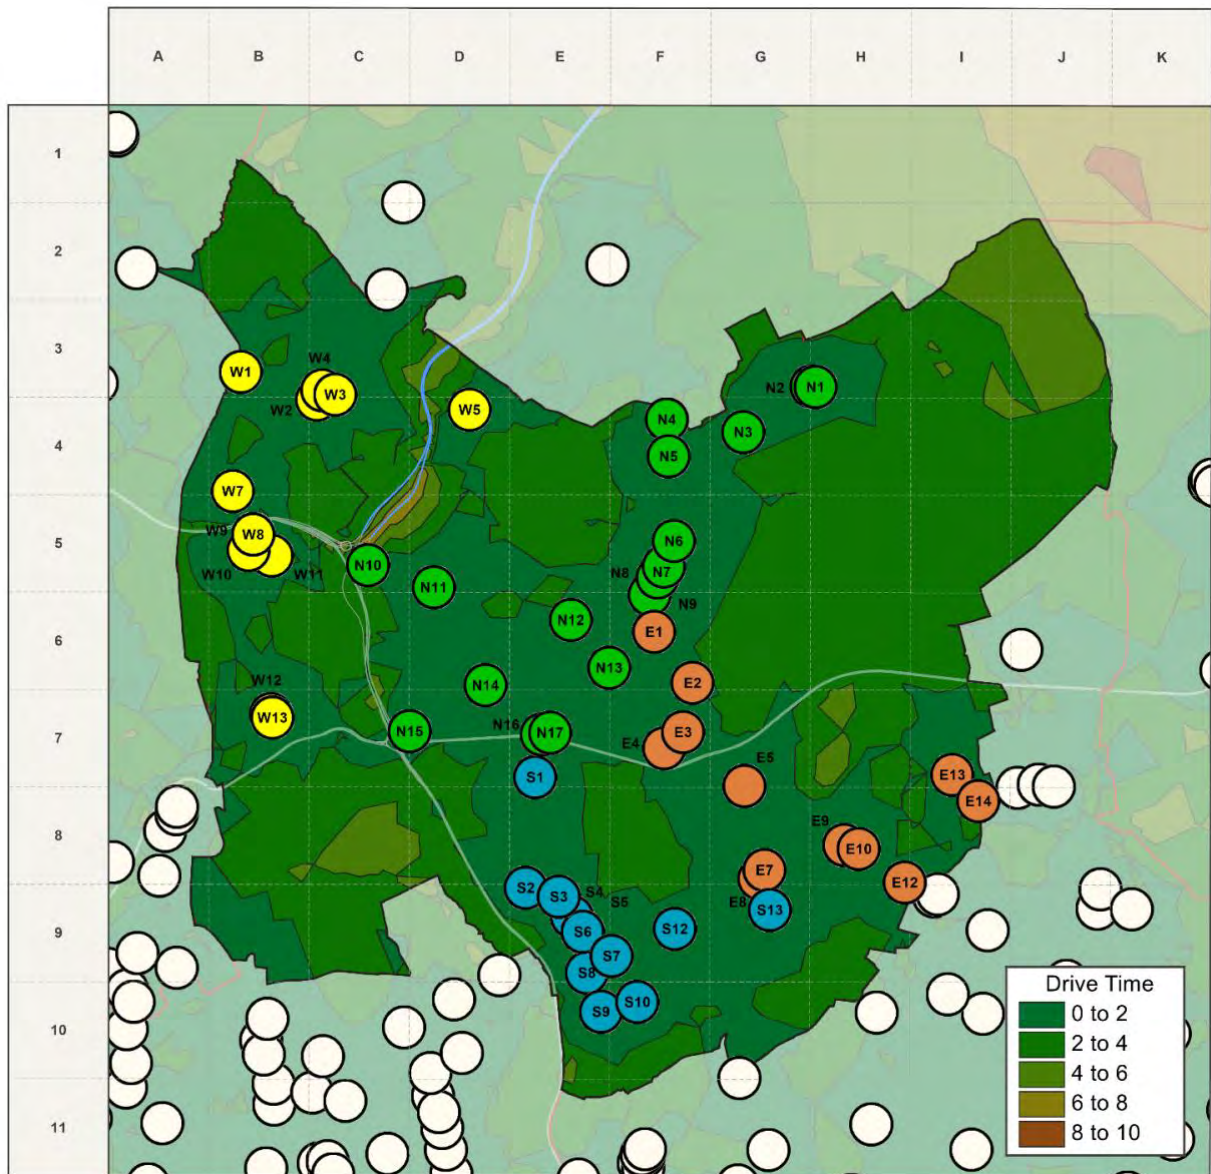 A B C D E F G H I J K
1
2
3
W1
W4
W3
W2
W5
N2 N1
4
N4
N3
N5
W7
5
W9 W8
W10
W11
N10
N11
N6
N8 N7
N9
6
N12
E1
N13
E2
N14
W12
W13
7
N15
N16 N17
E4 E3
S1
E5
E13
E14
8
E9
E10
E7
E8
E12
S2 S3 S4
S5
9
S6
S12
S13
S7
S8
10
S9 S10
11
Drive Time
0 to 2
2 to 4
4 to 6
6 to 8
8 to 10